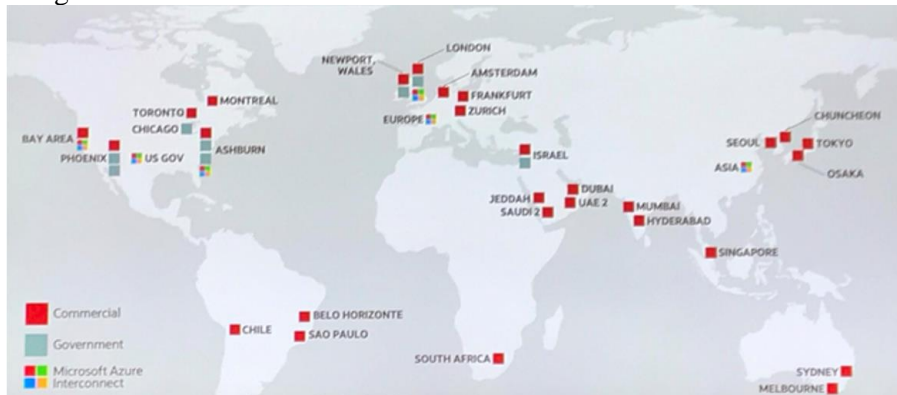 LONDON
NEWPORT,
WALES
AMSTERDAM
FRANKFURT
ZURICH
EUROPE
MONTREAL
TORONTO
CHICAGO
BAY AREA
ASHBURN
PHOENIX
US GOV
ISRAEL
CHUNCHEON
SEOUL
TOKYO
OSAKA
ASIA
DUBAI
JEDDAH
UAE 2
SAUDI 2
MUMBAI
HYDERABAD
SINGAPORE
BELO HORIZONTE
CHILE
SAO PAULO
SOUTH AFRICA
SYDNEY
MELBOURNE
Commercial
Government
Microsoft Azure
Interconnect